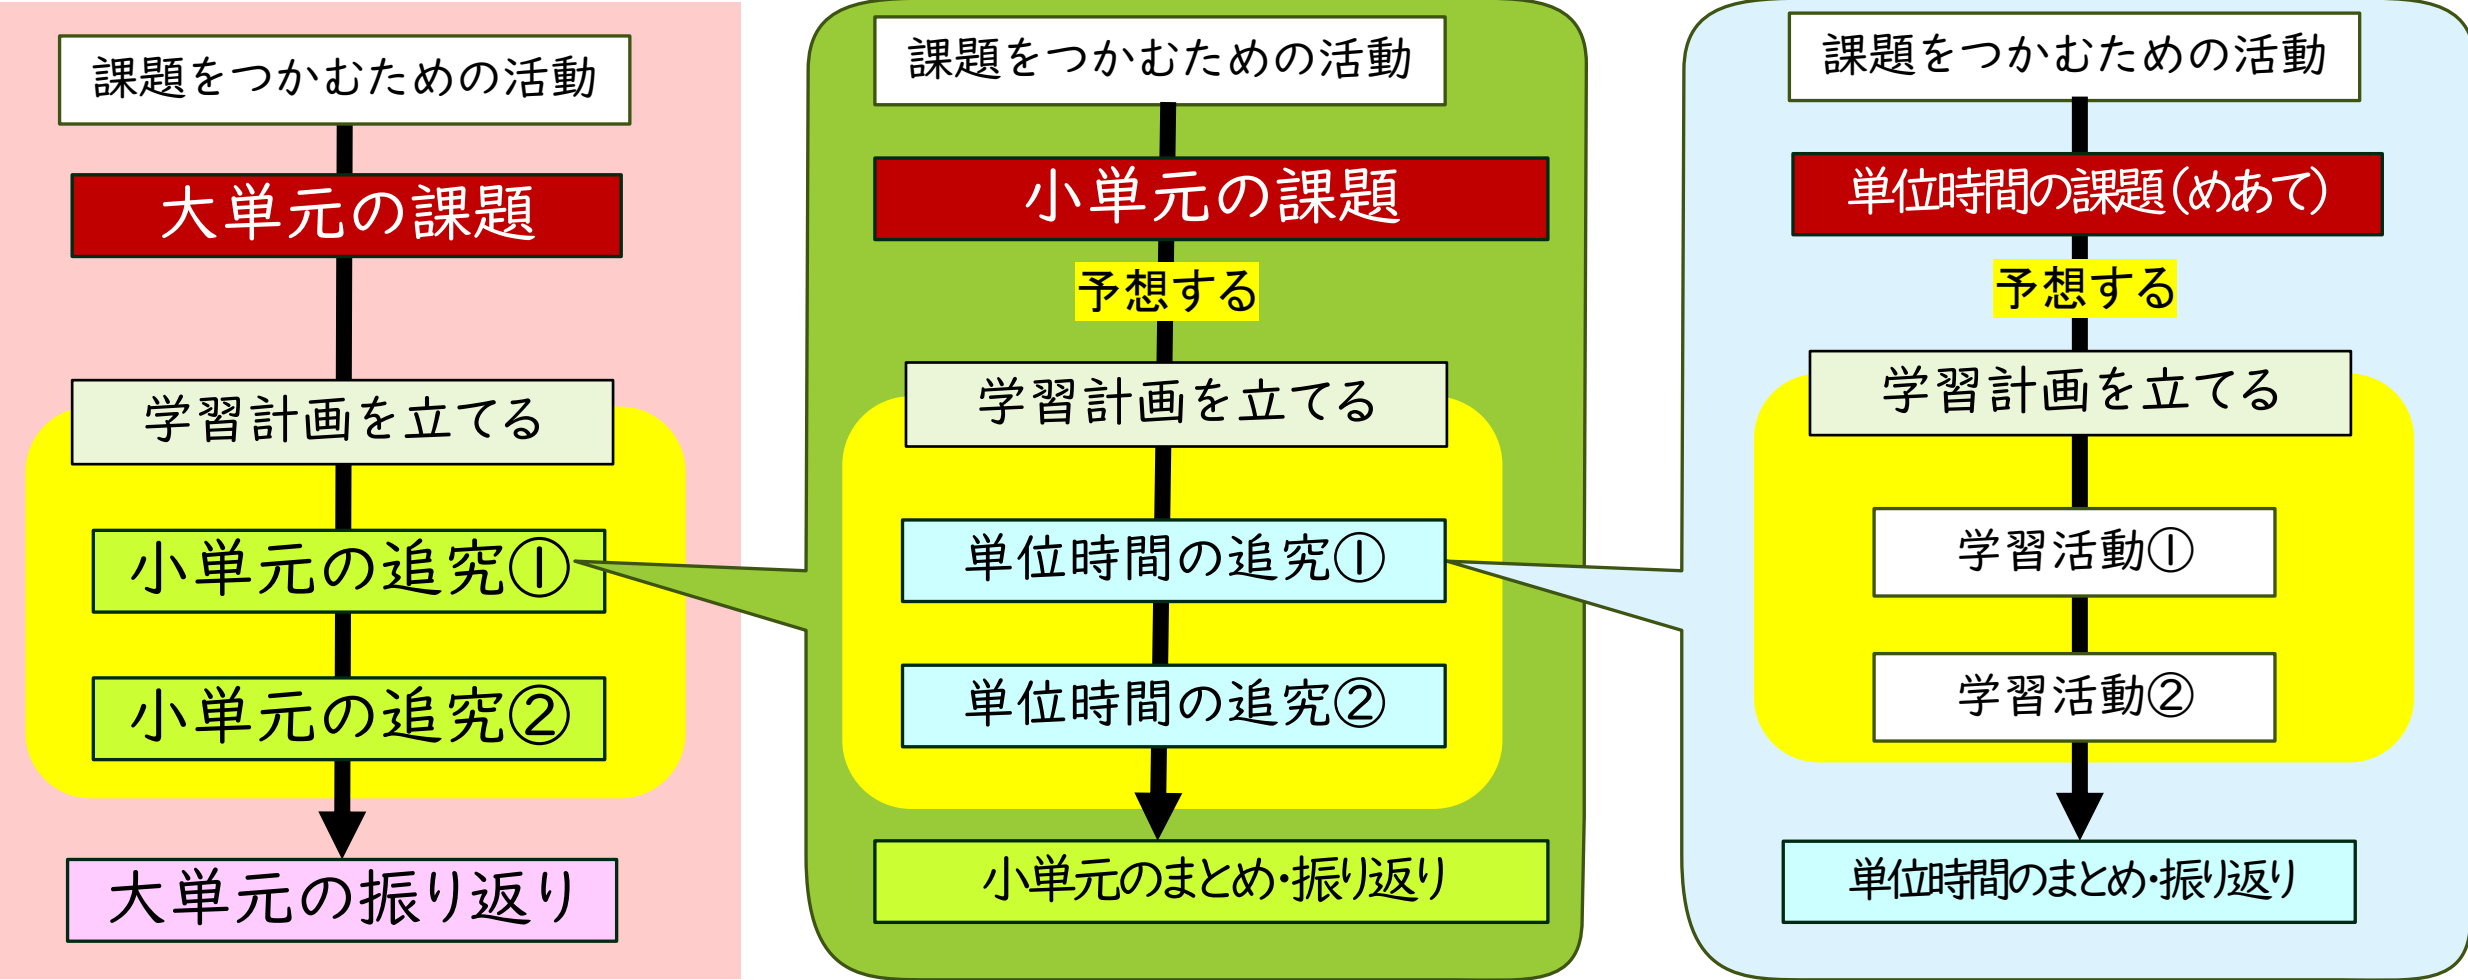 課題をつかむための活動
大単元の課題
学習計画を立てる
小単元の追究①
小単元の追究②
大単元の振り返り
課題をつかむための活動
小単元の課題
予想する
学習計画を立てる
単位時間の追究①
単位時間の追究②
小単元のまとめ・振り返り
課題をつかむための活動
単位時間の課題(めあて)
予想する
学習計画を立てる
学習活動①
学習活動②
単位時間のまとめ・振り返り